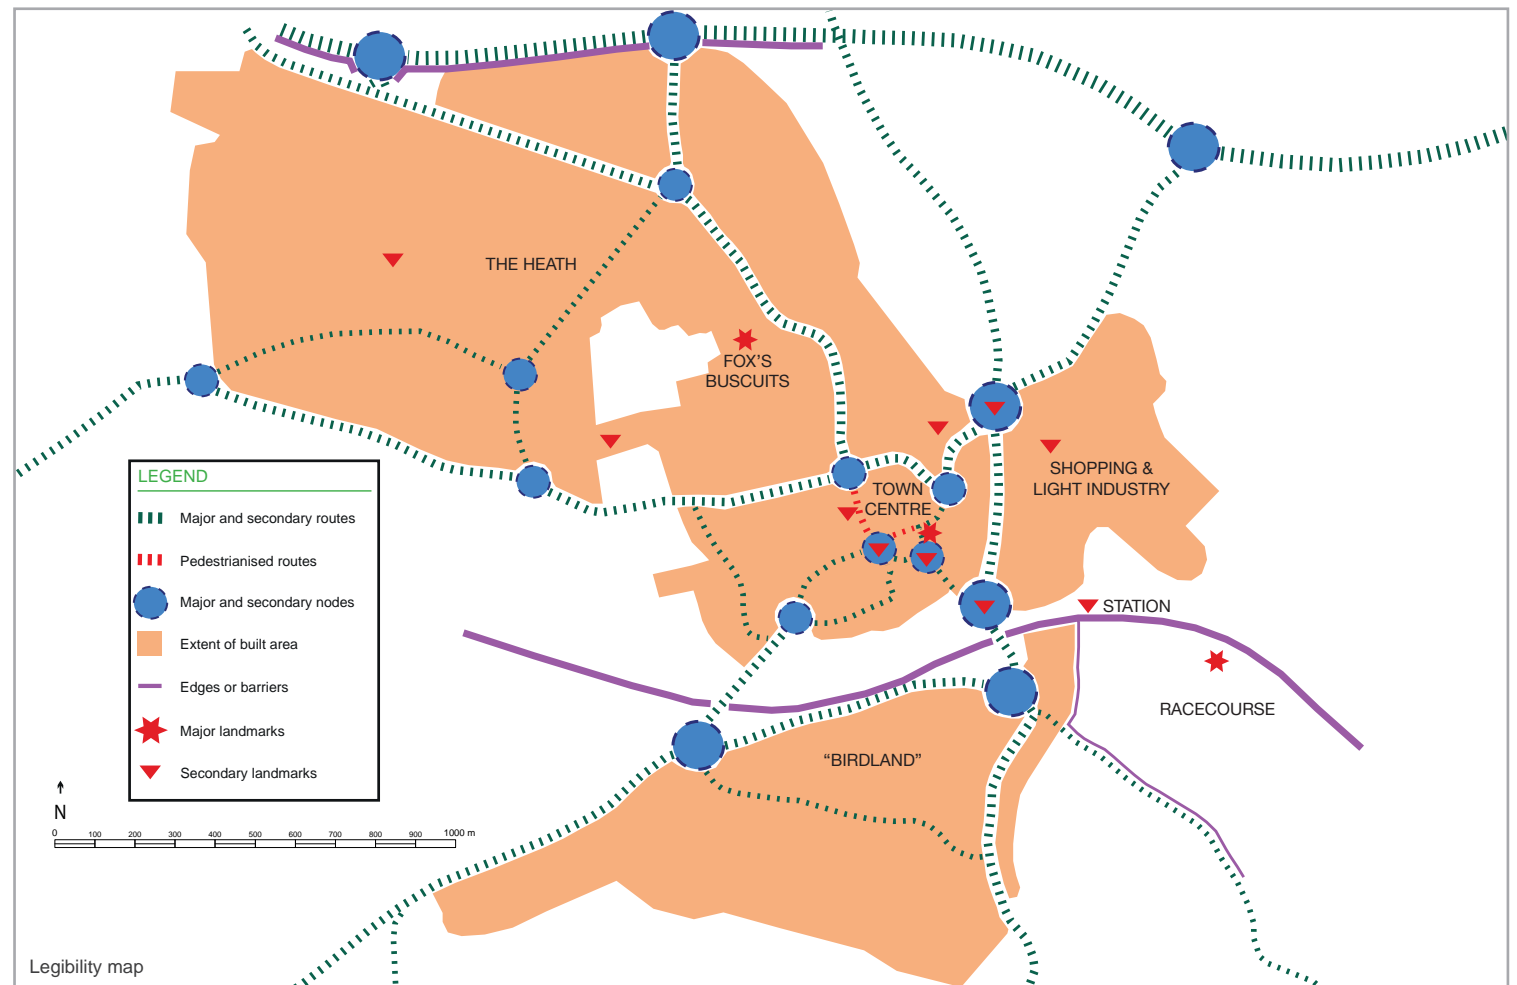 THE HEATH
FOX'S
BUSCUITS
SHOPPING &
LIGHT INDUSTRY
TOWN
CENTRE
STATION
RACECOURSE
“BIRDLAND”
LEGEND
Major and secondary routes
Pedestrianised routes
Major and secondary nodes
Extent of built area
Edges or barriers
Major landmarks
Secondary landmarks
N
0 100 200 300 400 500 600 700 800 900 1000 m
Legibility map